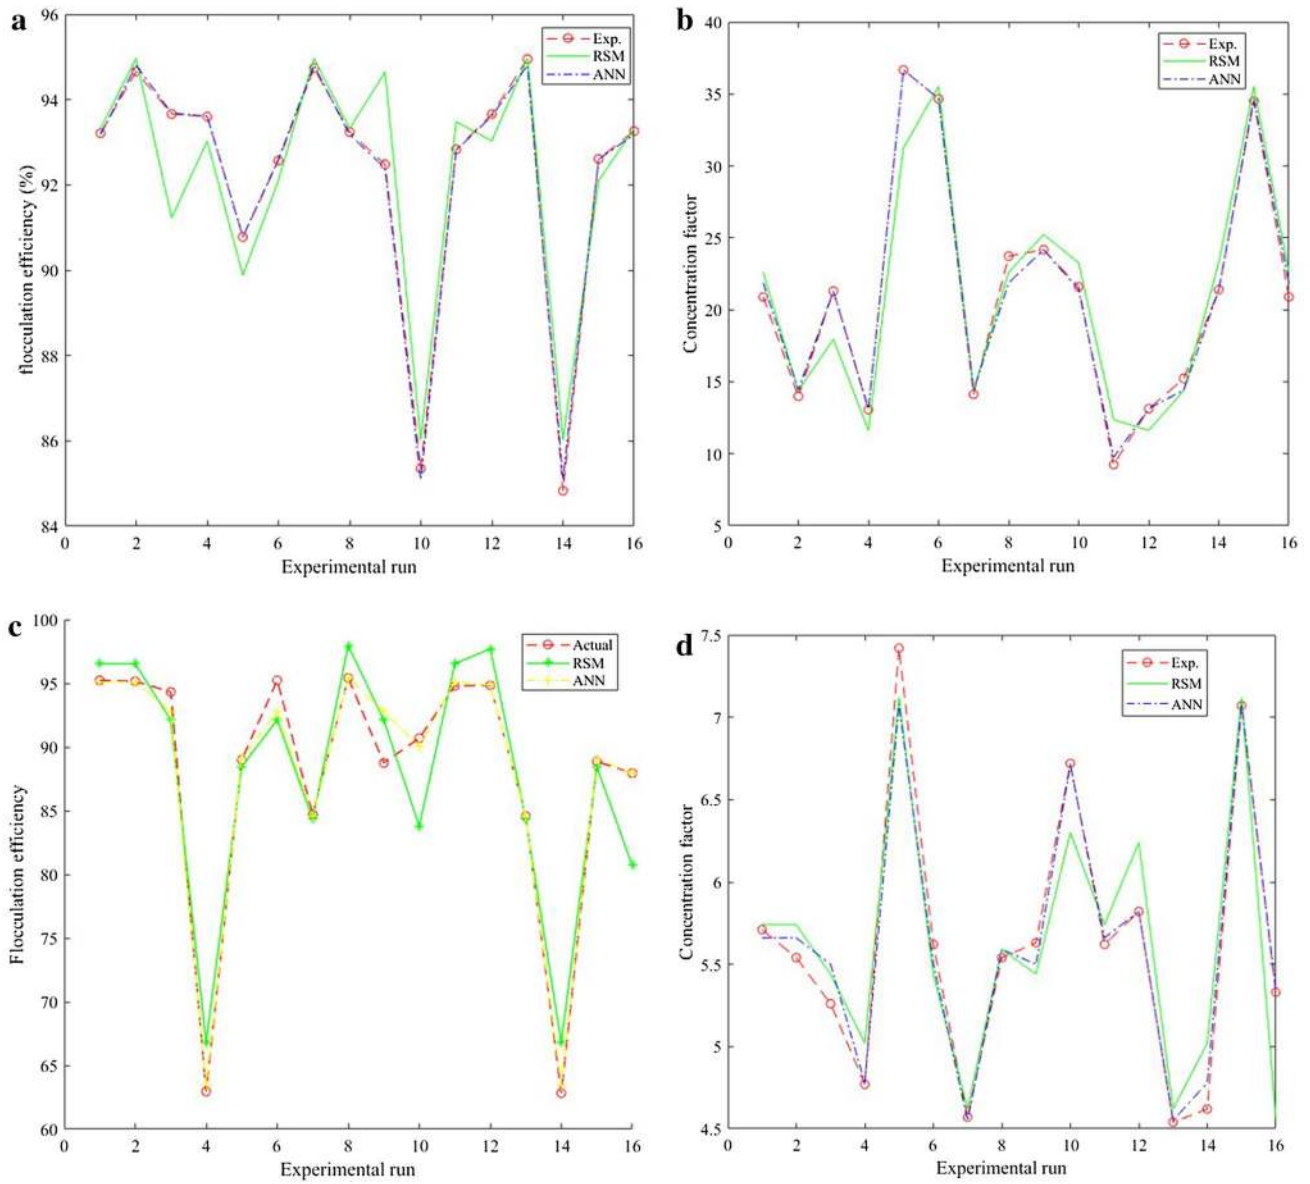 a
96
94
92
90
88
86
84
0 2 4 6 8 10 12 14 16
Experimental run
flocculation efficiency (%)
Exp.
RSM
ANN
b
40
35
30
25
20
15
10
5
0 2 4 6 8 10 12 14 16
Experimental run
Concentration factor
Exp.
RSM
ANN
c
100
95
90
85
80
75
70
65
60
0 2 4 6 8 10 12 14 16
Experimental run
Flocculation efficiency
Actual
RSM
ANN
d
7.5
7
6.5
6
5.5
5
4.5
0 2 4 6 8 10 12 14 16
Experimental run
Concentration factor
Exp.
RSM
ANN